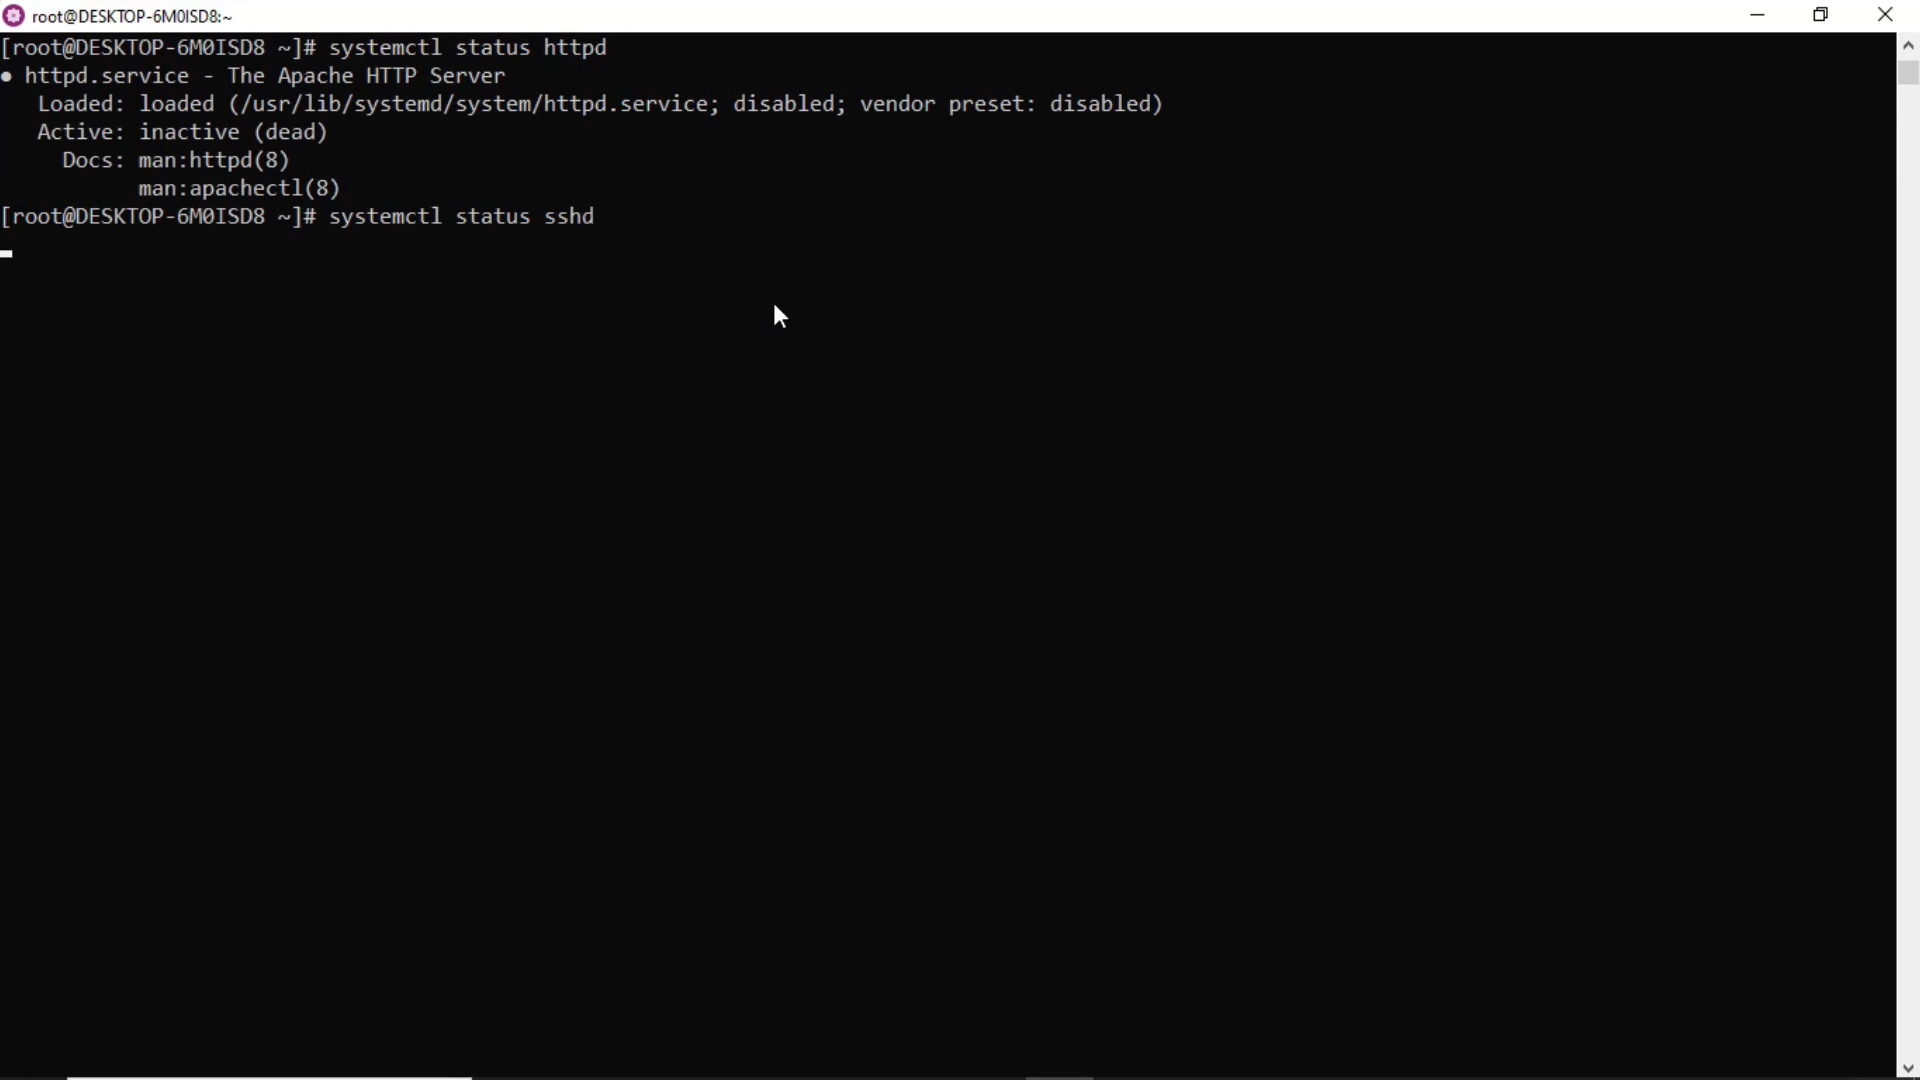 root@DESKTOP-6M0ISD8:~
[root@DESKTOP-6M0ISD8 ~]# systemctl status httpd
● httpd.service - The Apache HTTP Server
Loaded: loaded (/usr/lib/systemd/system/httpd.service; disabled; vendor preset: disabled)
Active: inactive (dead)
Docs: man:httpd(8)
man:apachectl(8)
[root@DESKTOP-6M0ISD8 ~]# systemctl status sshd